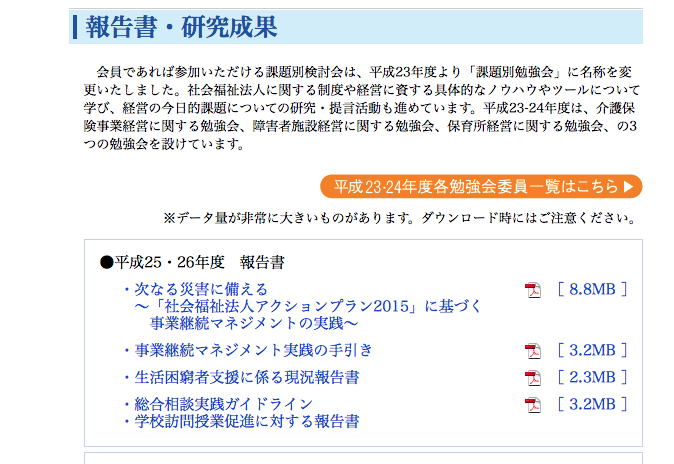 報告書・研究成果
会員であれば参加いただける課題別検討会は、平成23年度より「課題別勉強会」に名称を変
更いたしました。社会福祉法人に関する制度や経営に資する具体的なノウハウやツールについて
学び、経営の今日的課題についての研究・提言活動も進めています。平成23-24年度は、介護保
険事業経営に関する勉強会、障害者施設経営に関する勉強会、保育所経営に関する勉強会、の3
つの勉強会を設けています。
平成23-24年度各勉強会委員一覧はこちら▶
※データ量が非常に大きいものがあります。ダウンロード時にはご注意ください。
●平成25・26年度　報告書
・次なる災害に備える [ 8.8MB ]
～「社会福祉法人アクションプラン2015」に基づく
事業継続マネジメントの実践～
・事業継続マネジメント実践の手引き [ 3.2MB ]
・生活困窮者支援に係る現況報告書 [ 2.3MB ]
・総合相談実践ガイドライン [ 3.2MB ]
・学校訪問授業促進に対する報告書